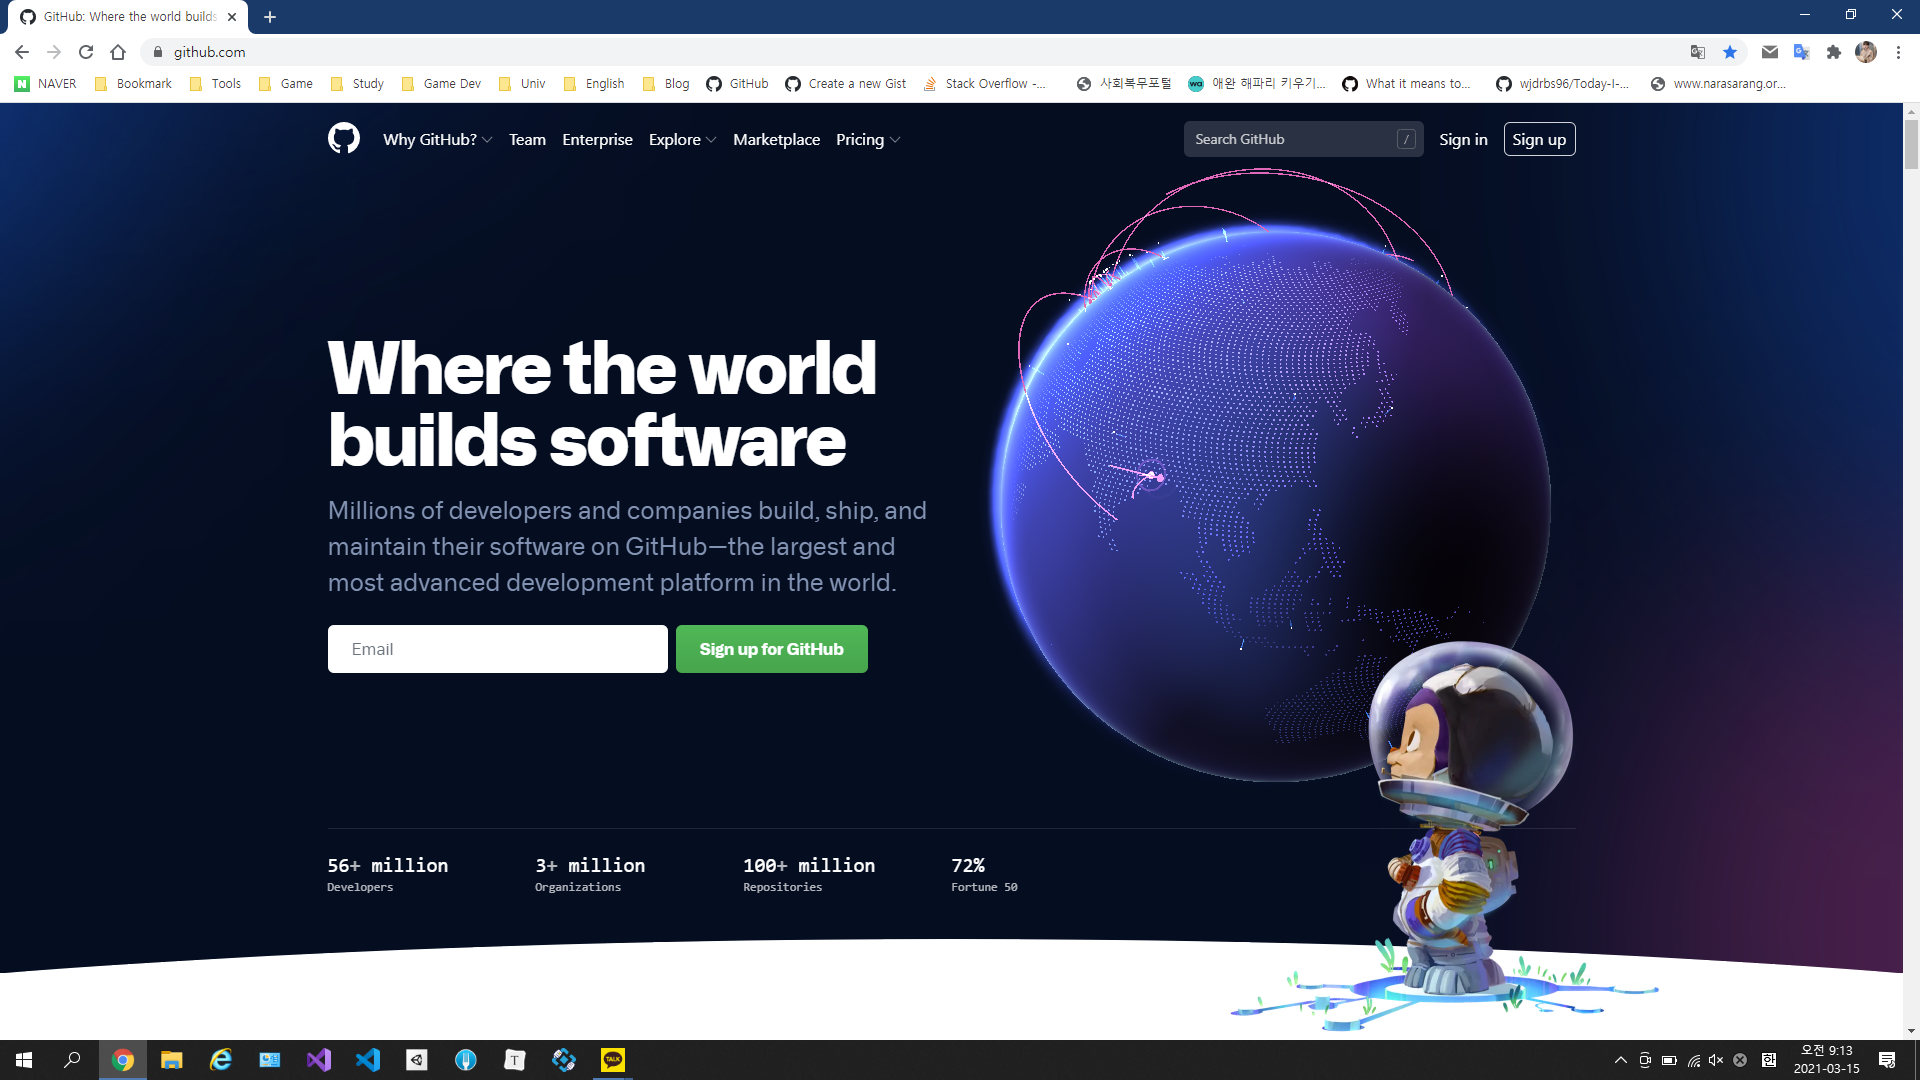 GitHub: Where the world builds
github.com
NAVER
Bookmark
Tools
Game
Study
Game Dev
Univ
English
Blog
GitHub
Create a new Gist
Stack Overflow -...
사회복무포털
wa
애완 해파리 키우기...
What it means to...
wjdrbs96/Today-I-...
www.narasarang.or...
Why GitHub?
Team
Enterprise
Explore
Marketplace
Pricing
Search GitHub
/
Sign in
Sign up
Where the world
builds software
Millions of developers and companies build, ship, and
maintain their software on GitHub—the largest and
most advanced development platform in the world.
Email
Sign up for GitHub
56+ million
Developers
3+ million
Organizations
100+ million
Repositories
72%
Fortune 50
T
TALK
한
오전 9:13
2021-03-15